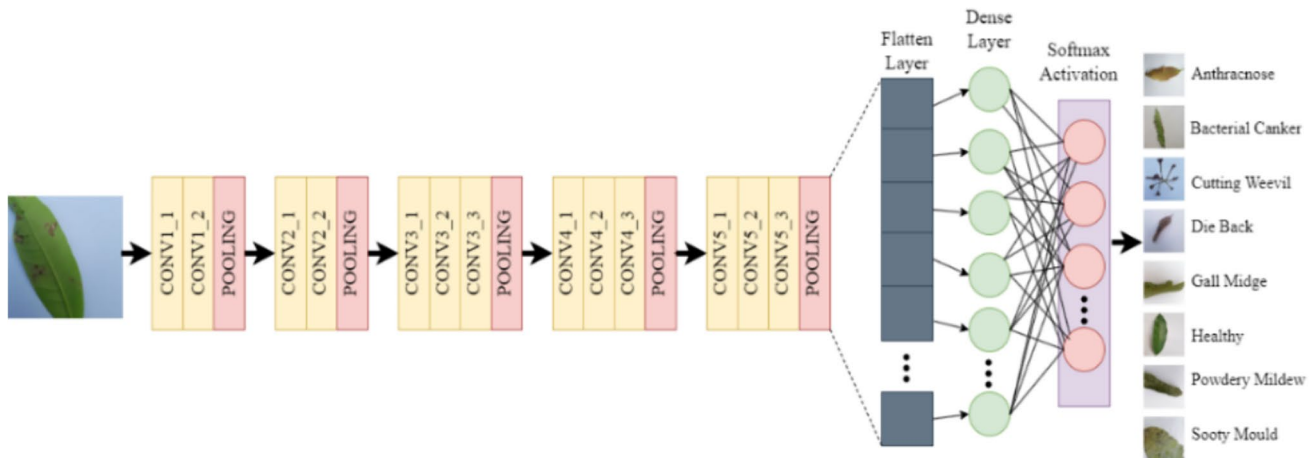 CONV1_1
CONV1_2
POOLING
CONV2_1
CONV2_2
POOLING
CONV3_1
CONV3_2
CONV3_3
POOLING
CONV4_1
CONV4_2
CONV4_3
POOLING
CONV5_1
CONV5_2
CONV5_3
POOLING
Flatten
Layer
Dense
Layer
Softmax
Activation
Anthracnose
Bacterial Canker
Cutting Weevil
Die Back
Gall Midge
Healthy
Powdery Mildew
Sooty Mould